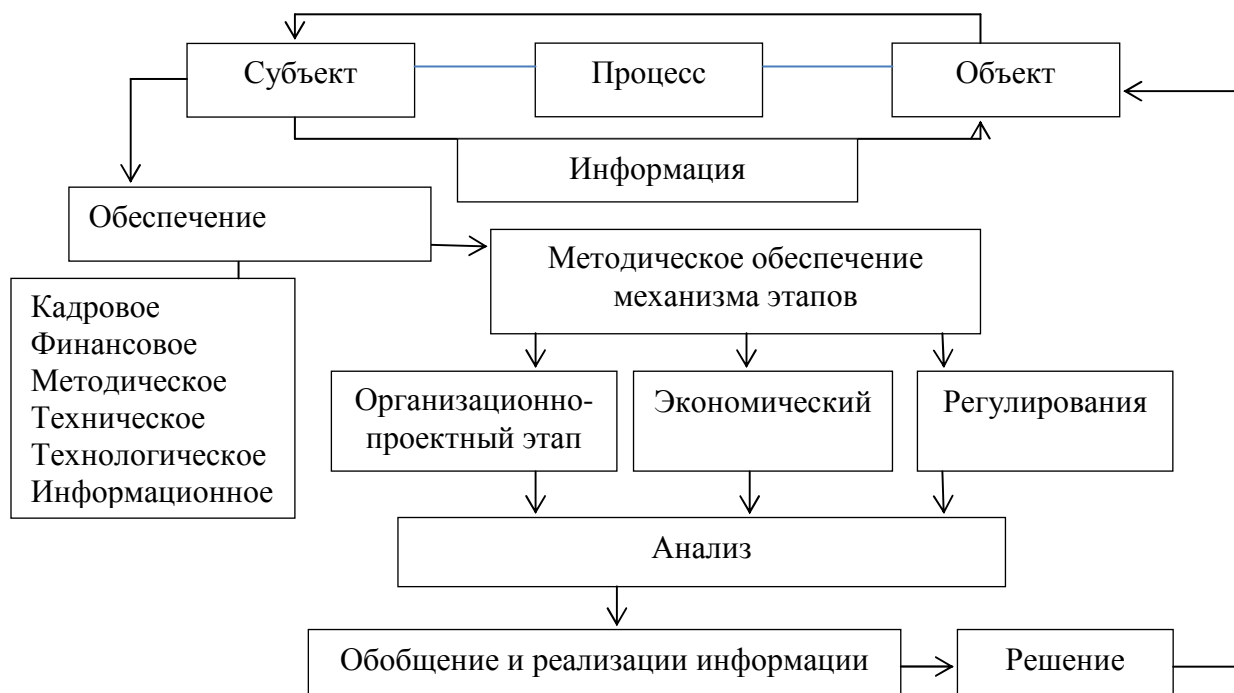 Субъект
Процесс
Объект
Информация
Обеспечение
Методическое обеспечение
механизма этапов
Кадровое
Финансовое
Методическое
Техническое
Технологическое
Информационное
Организационно-
проектный этап
Экономический
Регулирования
Анализ
Обобщение и реализации информации
Решение